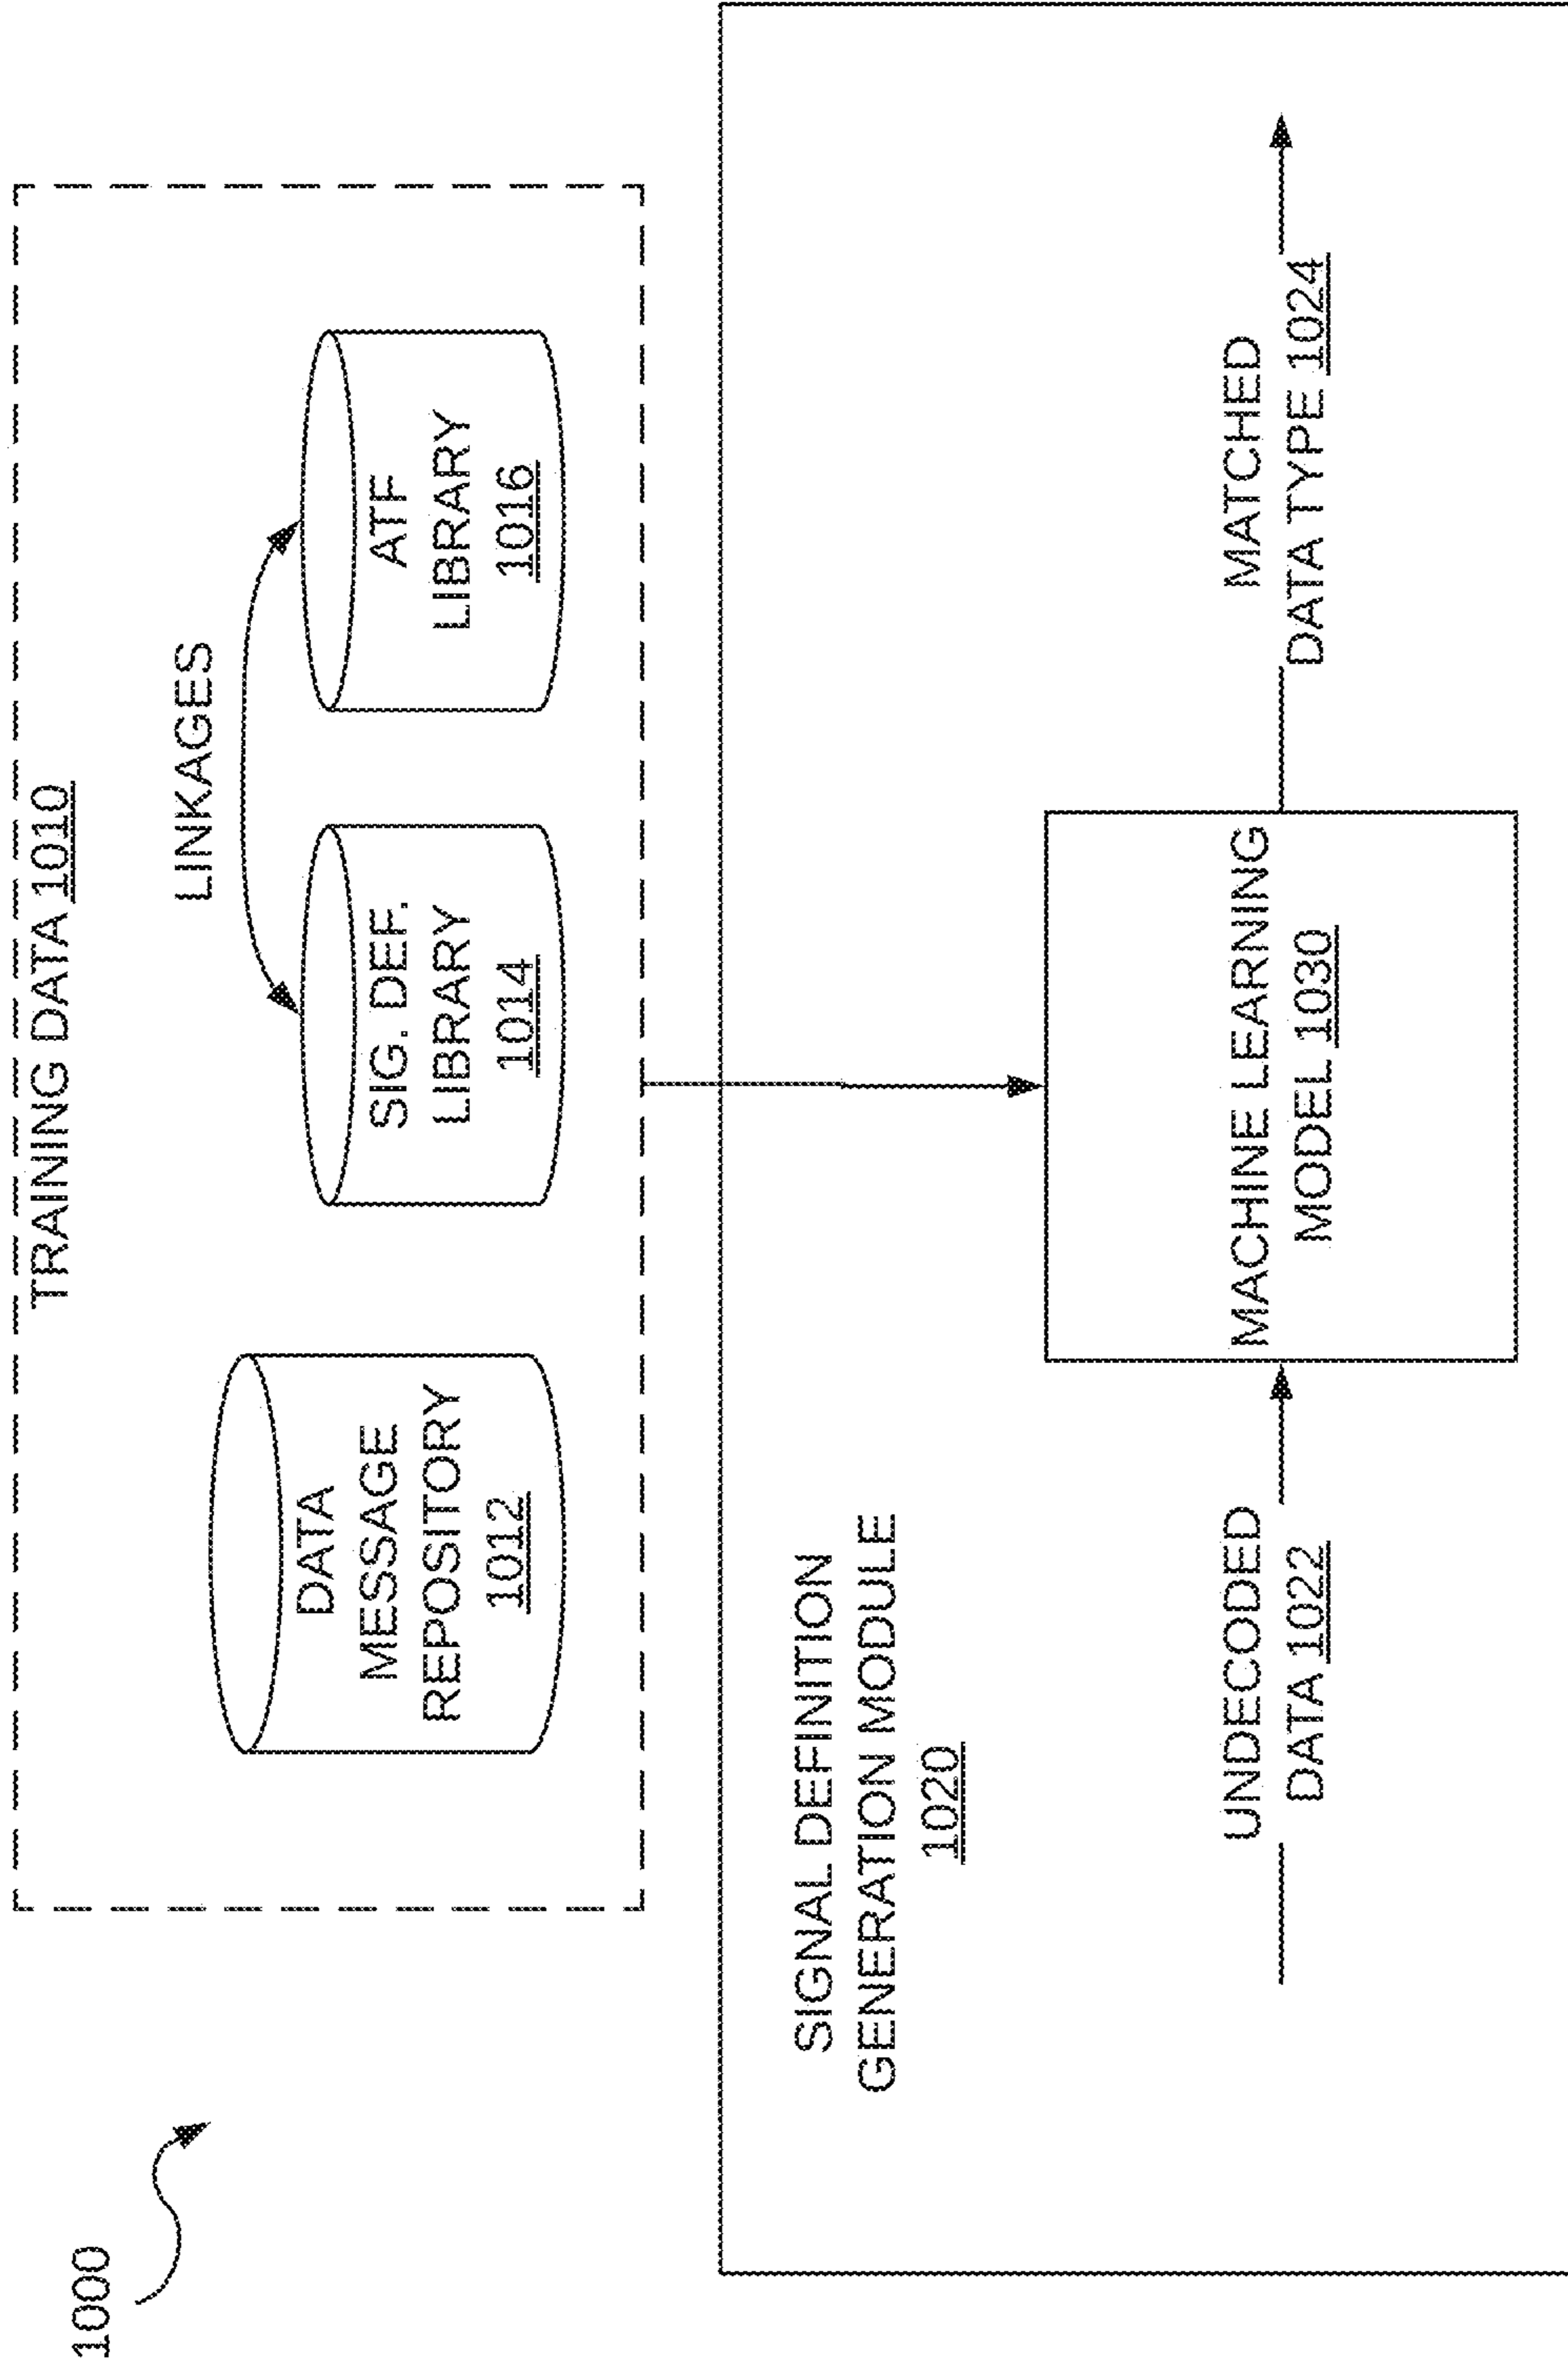 1000
TRAINING DATA 1010
LINKAGES
DATA
MESSAGE
REPOSITORY
1012
SIG. DEF.
LIBRARY
1014
ATF
LIBRARY
1016
SIGNAL DEFINITION
GENERATION MODULE
1020
UNDECODED
DATA 1022
MACHINE LEARNING
MODEL 1030
MATCHED
DATA TYPE 1024